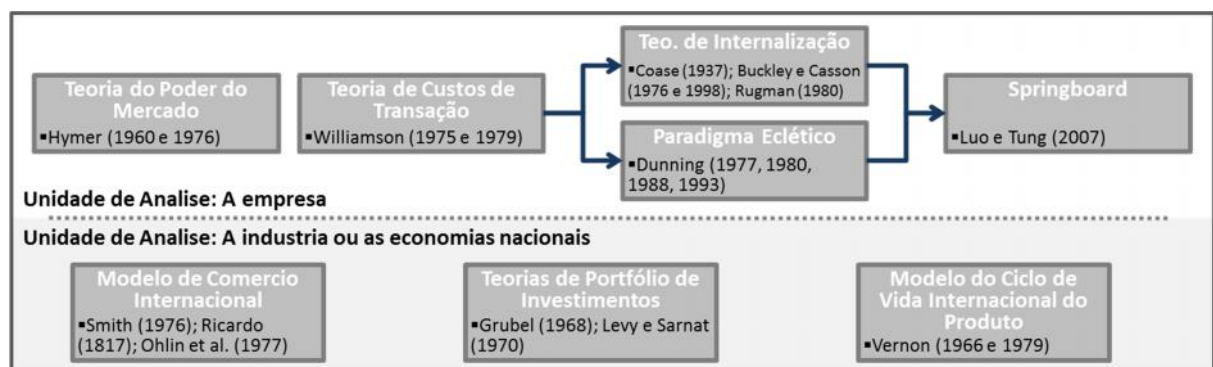 Teoria do Poder do
Mercado
▪Hymer (1960 e 1976)
Teoria de Custos de
Transação
▪Williamson (1975 e 1979)
Teo. de Internalização
▪Coase (1937); Buckley e Casson
(1976 e 1998); Rugman (1980)
Paradigma Eclético
▪Dunning (1977, 1980,
1988, 1993)
Springboard
▪Luo e Tung (2007)
Unidade de Analise: A empresa
Unidade de Analise: A industria ou as economias nacionais
Modelo de Comercio
Internacional
▪Smith (1976); Ricardo
(1817); Ohlin et al. (1977)
Teorias de Portfólio de
Investimentos
▪Grubel (1968); Levy e Sarnat
(1970)
Modelo do Ciclo de
Vida Internacional do
Produto
▪Vernon (1966 e 1979)